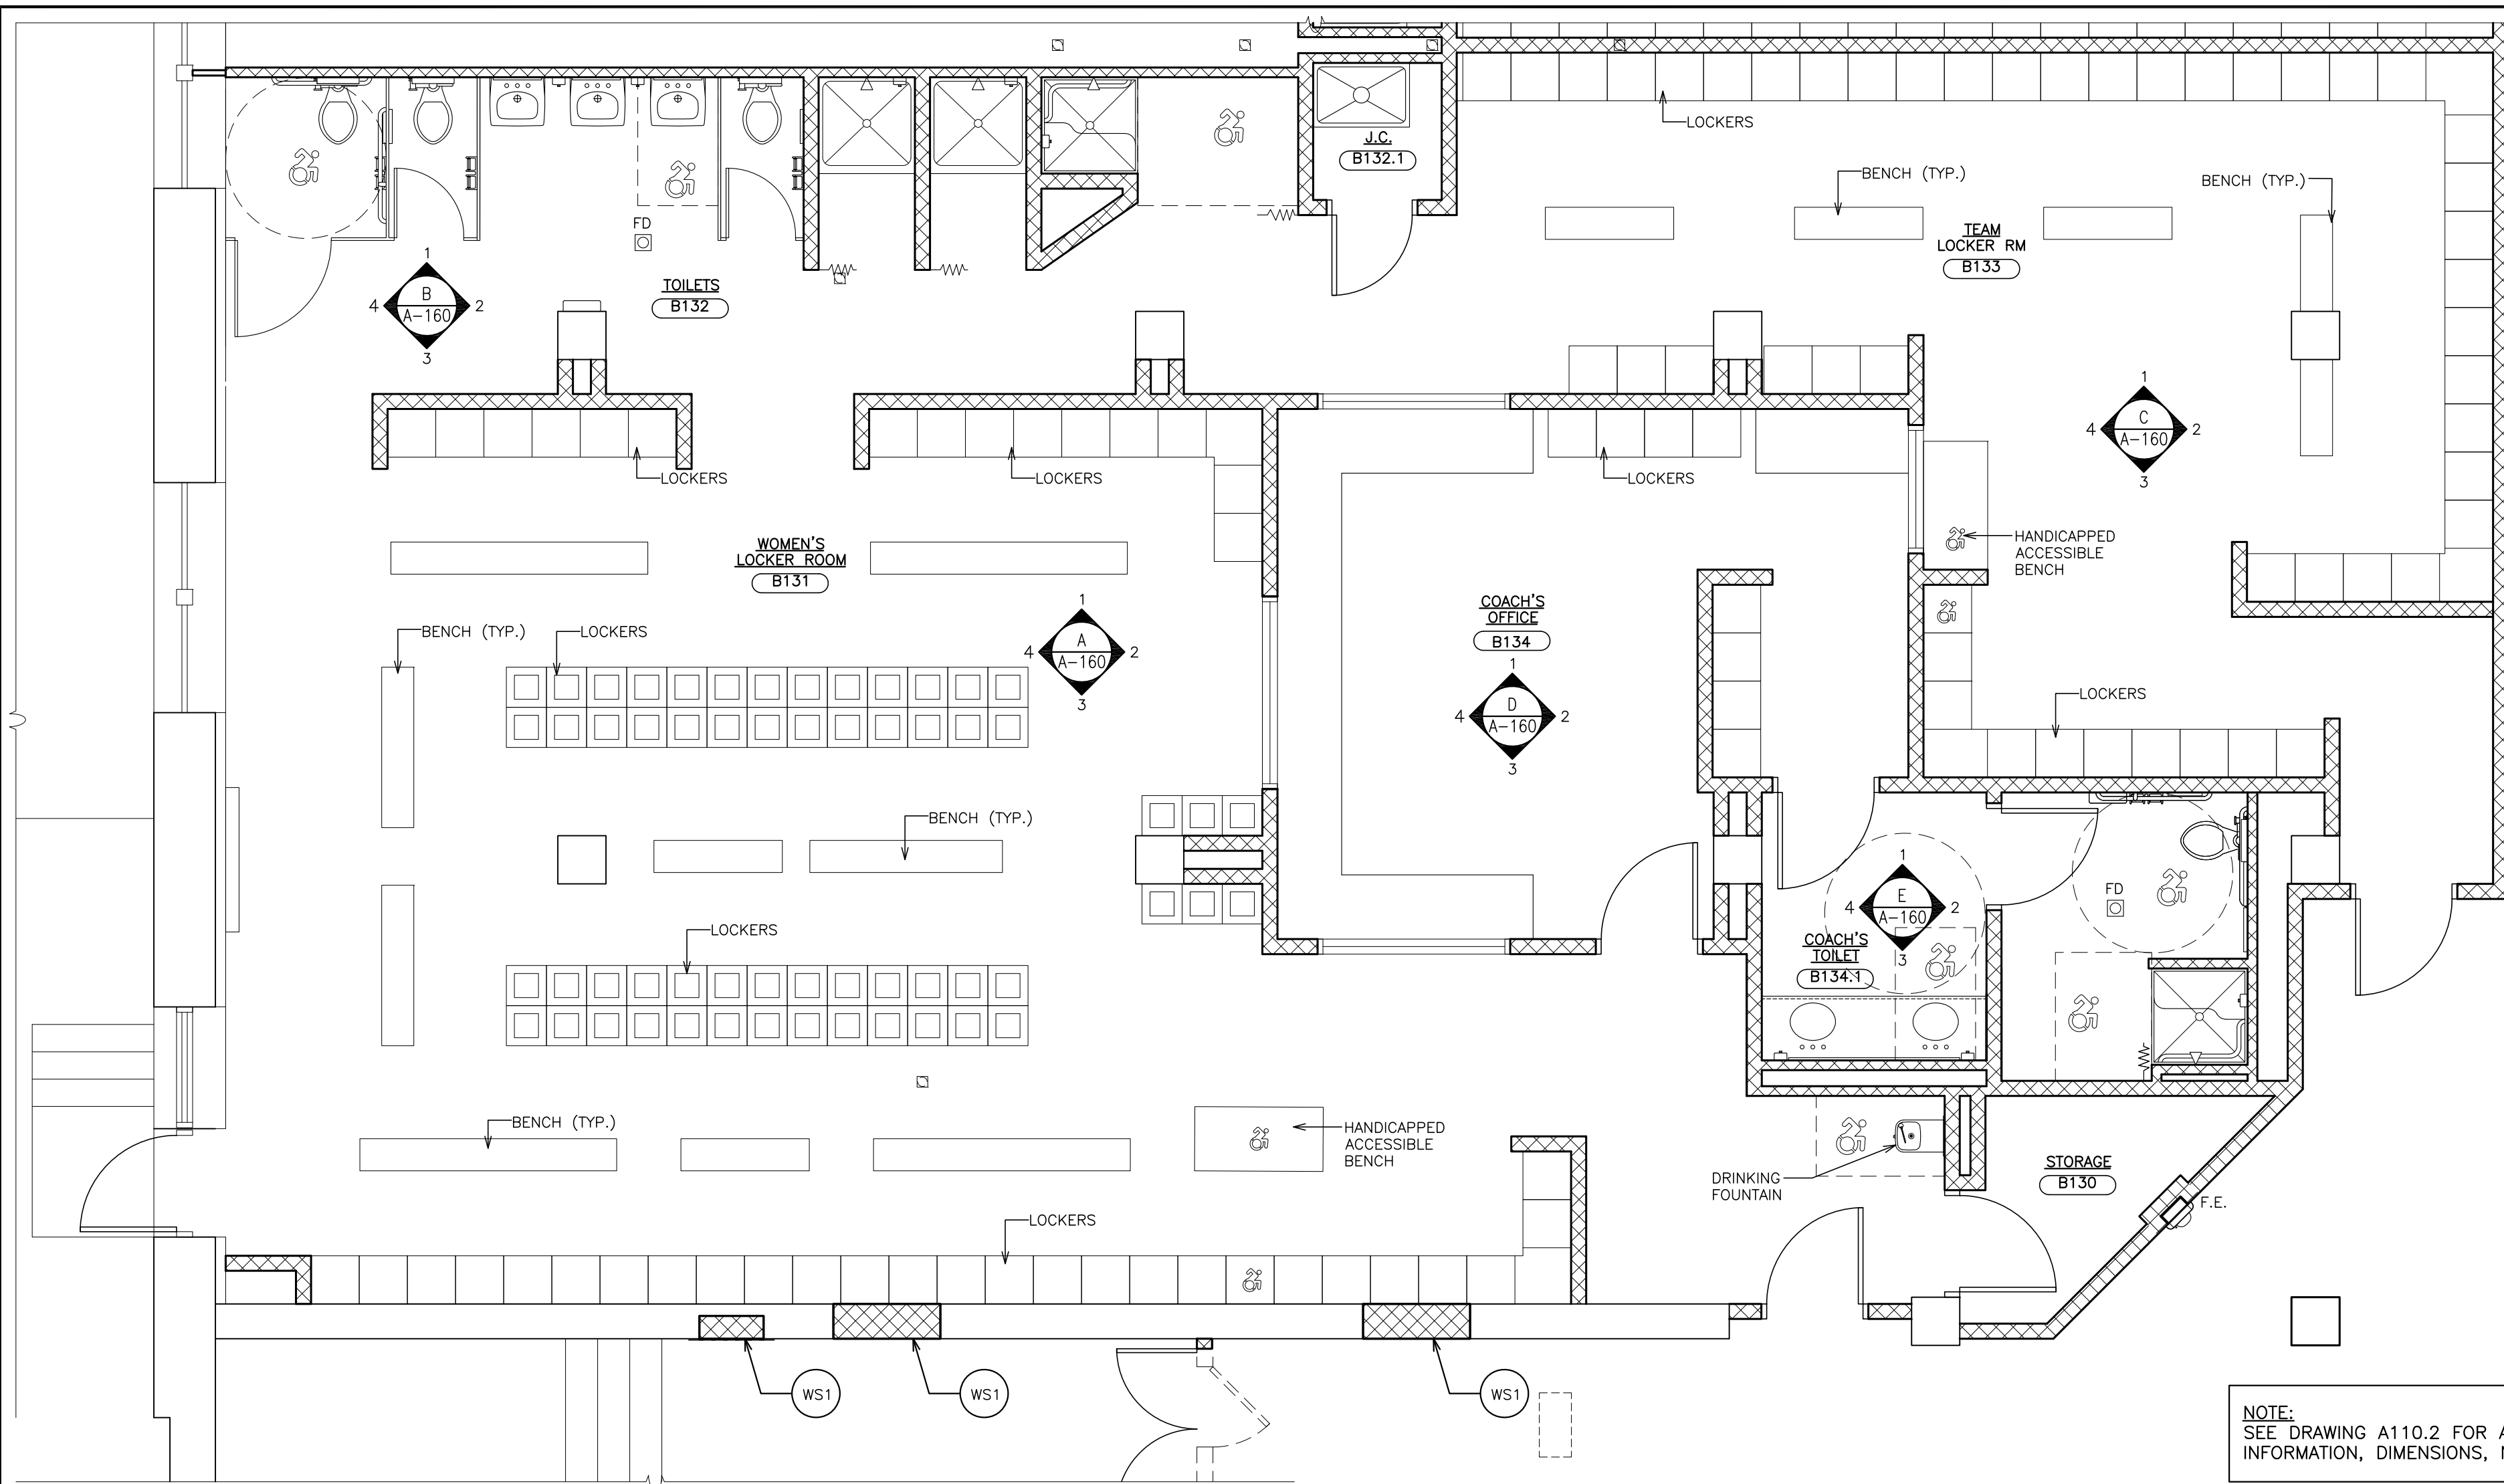 LOCKERS
J.C.
B132.1
BENCH (TYP.)
BENCH (TYP.)
FD
TEAM
LOCKER RM
B133
1
B
A-160
4
2
3
TOILETS
B132
1
C
A-160
4
2
3
LOCKERS
LOCKERS
LOCKERS
WOMEN'S
LOCKER ROOM
B131
HANDICAPPED
ACCESSIBLE
BENCH
BENCH (TYP.)
LOCKERS
1
A
A-160
4
2
3
COACH'S
OFFICE
B134
1
D
A-160
4
2
3
LOCKERS
BENCH (TYP.)
LOCKERS
1
E
A-160
4
2
3
FD
COACH'S
TOILET
B134.1
BENCH (TYP.)
HANDICAPPED
ACCESSIBLE
BENCH
DRINKING
FOUNTAIN
STORAGE
B130
F.E.
LOCKERS
WS1
WS1
WS1
NOTE:
SEE DRAWING A110.2 FOR
INFORMATION, DIMENSIONS,